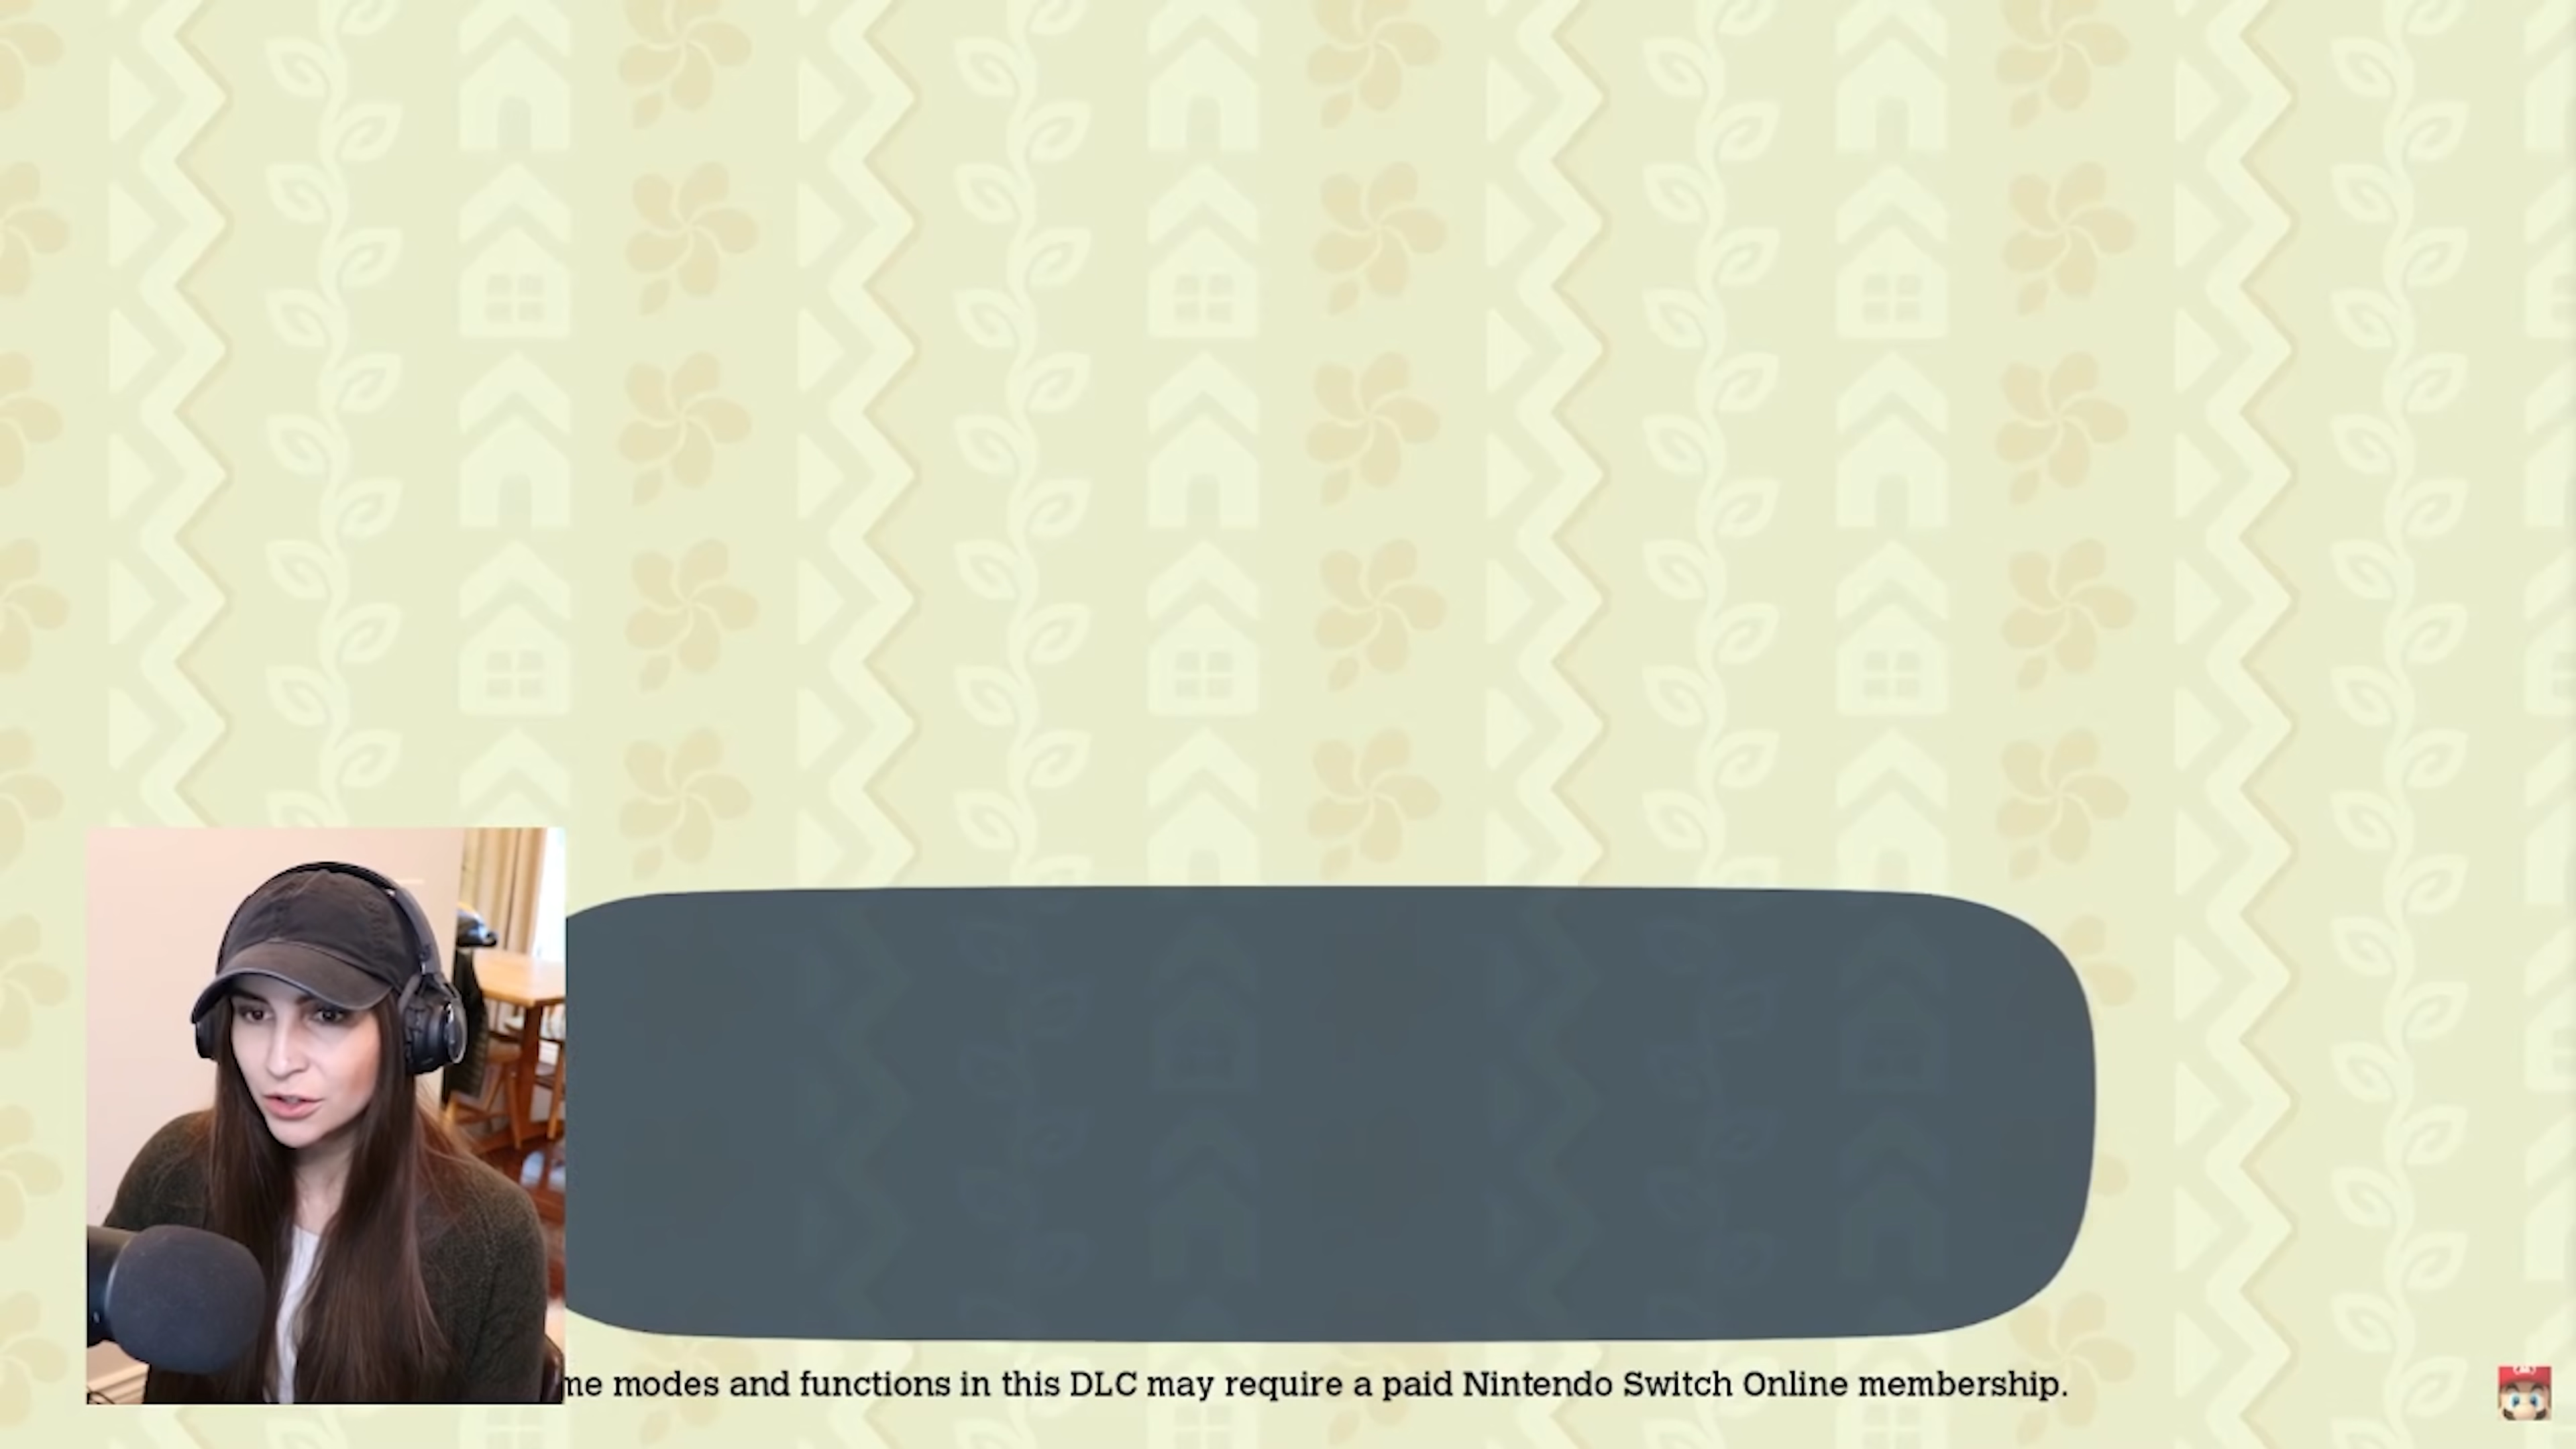 me modes and functions in this DLC may require a paid Nintendo Switch Online membership.